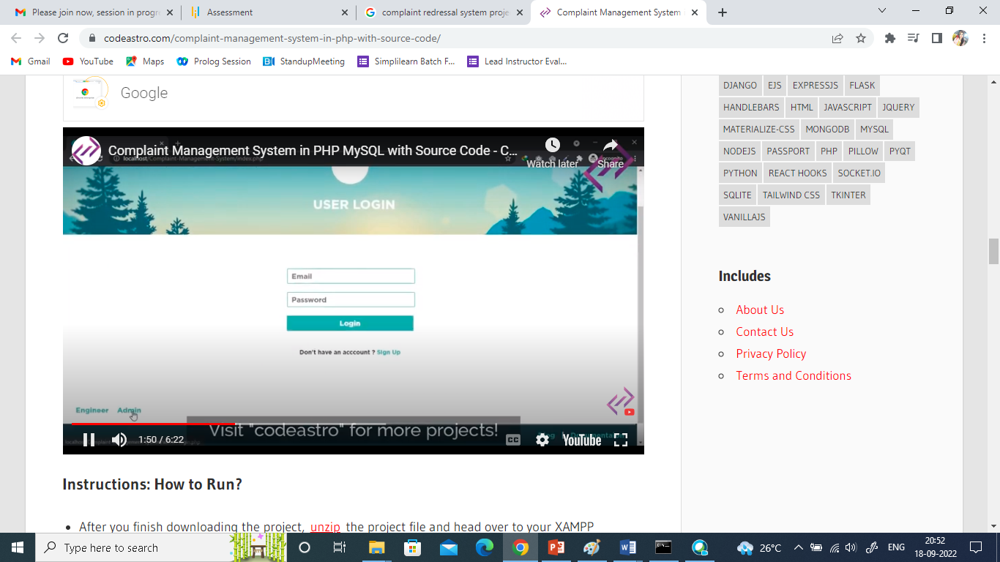 Please join now, session in progr
Assessment
complaint redressal system proje
Complaint Management System i
codeastro.com/complaint-management-system-in-php-with-source-code/
Gmail
YouTube
Maps
Prolog Session
StandupMeeting
Simplilearn Batch F...
Lead Instructor Eval...
Google
Complaint Management System in PHP MySQL with Source Code - C...
localhost/Complaint-Management-System/index.php
Watch later
Share
USER LOGIN
Email
Password
Login
Don't have an acccount ? Sign Up
Engineer Admin
Visit "codeastro" for more projects!
1:50 / 6:22
CC
YouTube
Instructions: How to Run?
After you finish downloading the project, unzip the project file and head over to your XAMPP
DJANGO EJS EXPRESSJS FLASK
HANDLEBARS HTML JAVASCRIPT JQUERY
MATERIALIZE-CSS MONGODB MYSQL
NODEJS PASSPORT PHP PILLOW PYQT
PYTHON REACT HOOKS SOCKET.IO
SQLITE TAILWIND CSS TKINTER
VANILLAJS
Includes
About Us
Contact Us
Privacy Policy
Terms and Conditions
Type here to search
26°C
ENG
20:52
18-09-2022